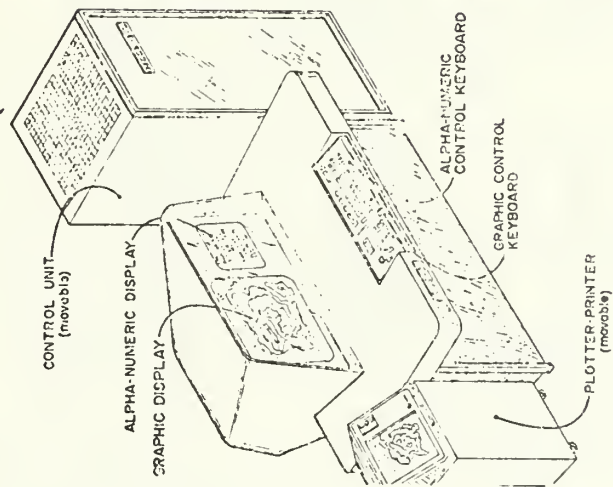 CONTROL UNIT
(movable)
ALPHA-NUMERIC DISPLAY
GRAPHIC DISPLAY
ALPHA-NUMERIC
CONTROL KEYBOARD
GRAPHIC CONTROL
KEYBOARD
PLOTTER-PRINTER
(movable)